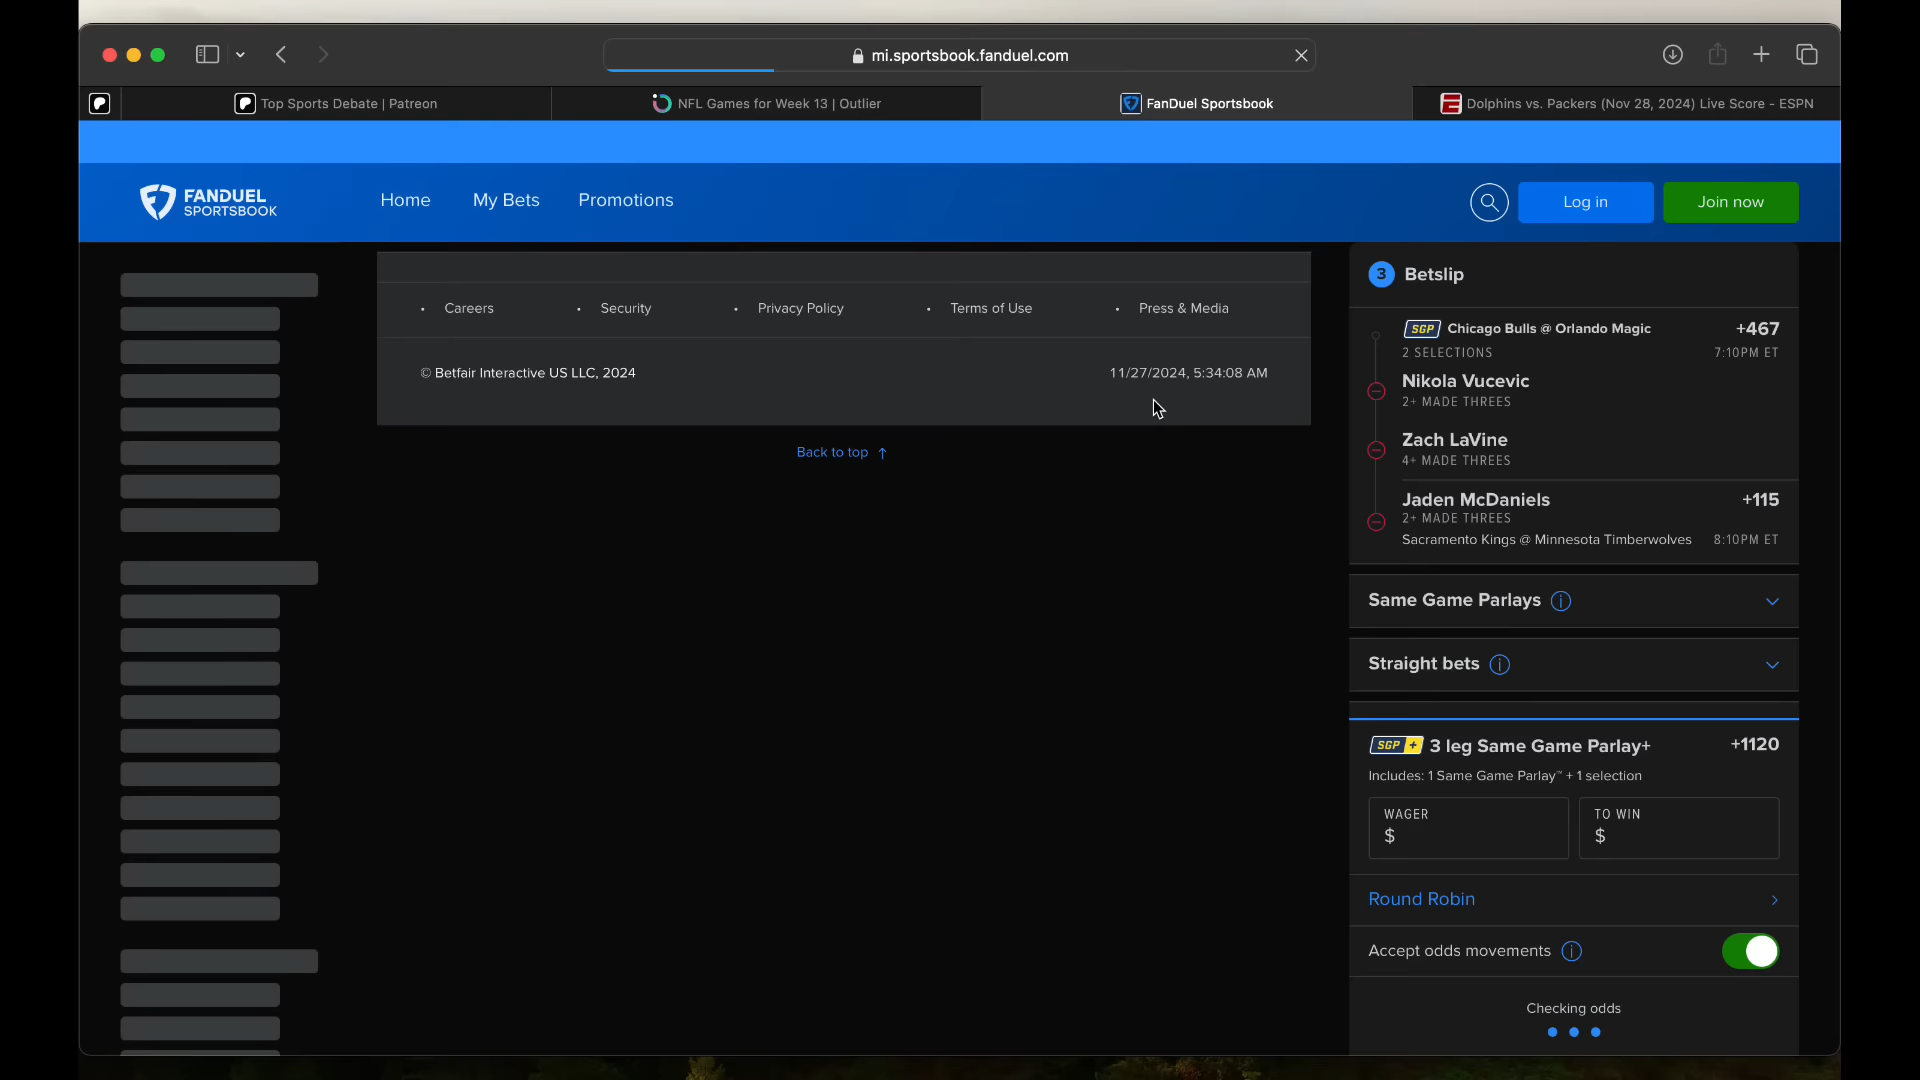 mi.sportsbook.fanduel.com
Top Sports Debate | Patreon
NFL Games for Week 13 | Outlier
FanDuel Sportsbook
Dolphins vs. Packers (Nov 28, 2024) Live Score - ESPN
FANDUEL
SPORTSBOOK
Home
My Bets
Promotions
Log in
Join now
• Careers • Security • Privacy Policy • Terms of Use • Press & Media
© Betfair Interactive US LLC, 2024
11/27/2024, 5:34:08 AM
Back to top ↑
3 Betslip
SGP Chicago Bulls @ Orlando Magic +467
2 SELECTIONS 7:10PM ET
Nikola Vucevic
2+ MADE THREES
Zach LaVine
4+ MADE THREES
Jaden McDaniels +115
2+ MADE THREES
Sacramento Kings @ Minnesota Timberwolves 8:10PM ET
Same Game Parlays
Straight bets
SGP + 3 leg Same Game Parlay+ +1120
Includes: 1 Same Game Parlay™ + 1 selection
WAGER
$
TO WIN
$
Round Robin
Accept odds movements
Checking odds